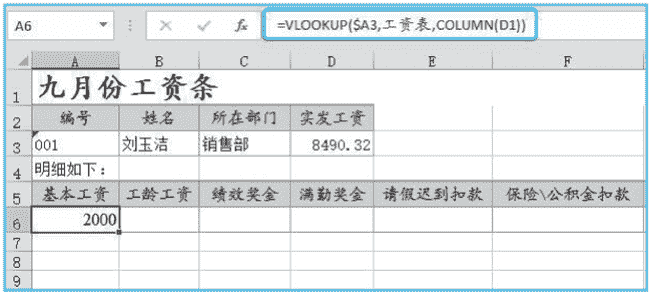 A6 fx =VLOOKUP($A3,工资表,COLUMN(D1))
A B C D E F
1 九月份工资条
2 编号 姓名 所在部门 实发工资
3 001 刘玉洁 销售部 8490.32
4 明细如下：
5 基本工资 工龄工资 绩效奖金 满勤奖金 请假迟到扣款 保险\公积金扣款
6 2000
7
8
9